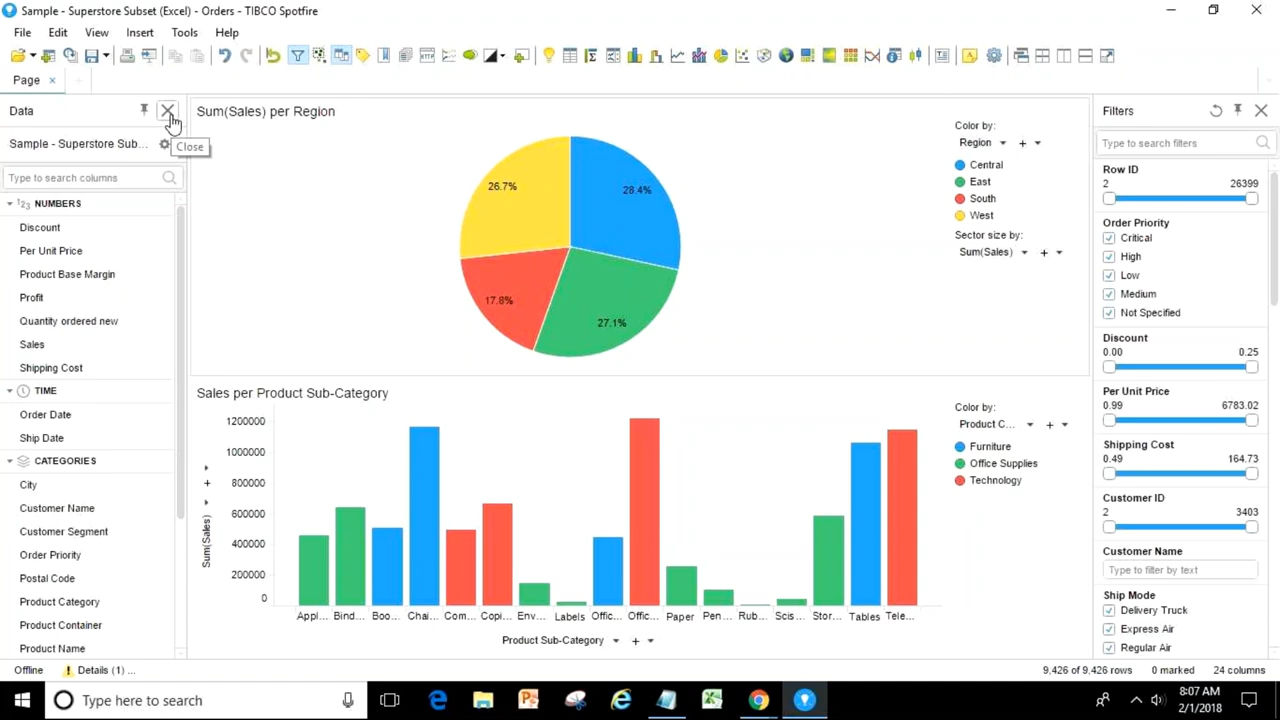 Sample - Superstore Subset (Excel) - Orders - TIBCO Spotfire
File Edit View Insert Tools Help
Page
Data
Sample - Superstore Sub...
Close
Type to search columns
NUMBERS
Discount
Per Unit Price
Product Base Margin
Profit
Quantity ordered new
Sales
Shipping Cost
TIME
Order Date
Ship Date
CATEGORIES
City
Customer Name
Customer Segment
Order Priority
Postal Code
Product Category
Product Container
Product Name
Sum(Sales) per Region
26.7%
28.4%
17.8%
27.1%
Color by:
Region
Central
East
South
West
Sector size by:
Sum(Sales)
Sales per Product Sub-Category
Sum(Sales)
1200000
1000000
800000
600000
400000
200000
0
Appl... Bind... Boo... Chai... Com... Copi... Env... Labels Offic... Offic... Paper Pen... Rub... Scis... Stor... Tables Tele...
Product Sub-Category
Color by:
Product C...
Furniture
Office Supplies
Technology
Filters
Type to search filters
Row ID
2 26399
Order Priority
Critical
High
Low
Medium
Not Specified
Discount
0.00 0.25
Per Unit Price
0.99 6783.02
Shipping Cost
0.49 164.73
Customer ID
2 3403
Customer Name
Type to filter by text
Ship Mode
Delivery Truck
Express Air
Regular Air
Offline Details (1) ... 9,426 of 9,426 rows 0 marked 24 columns
Type here to search
8:07 AM
2/1/2018